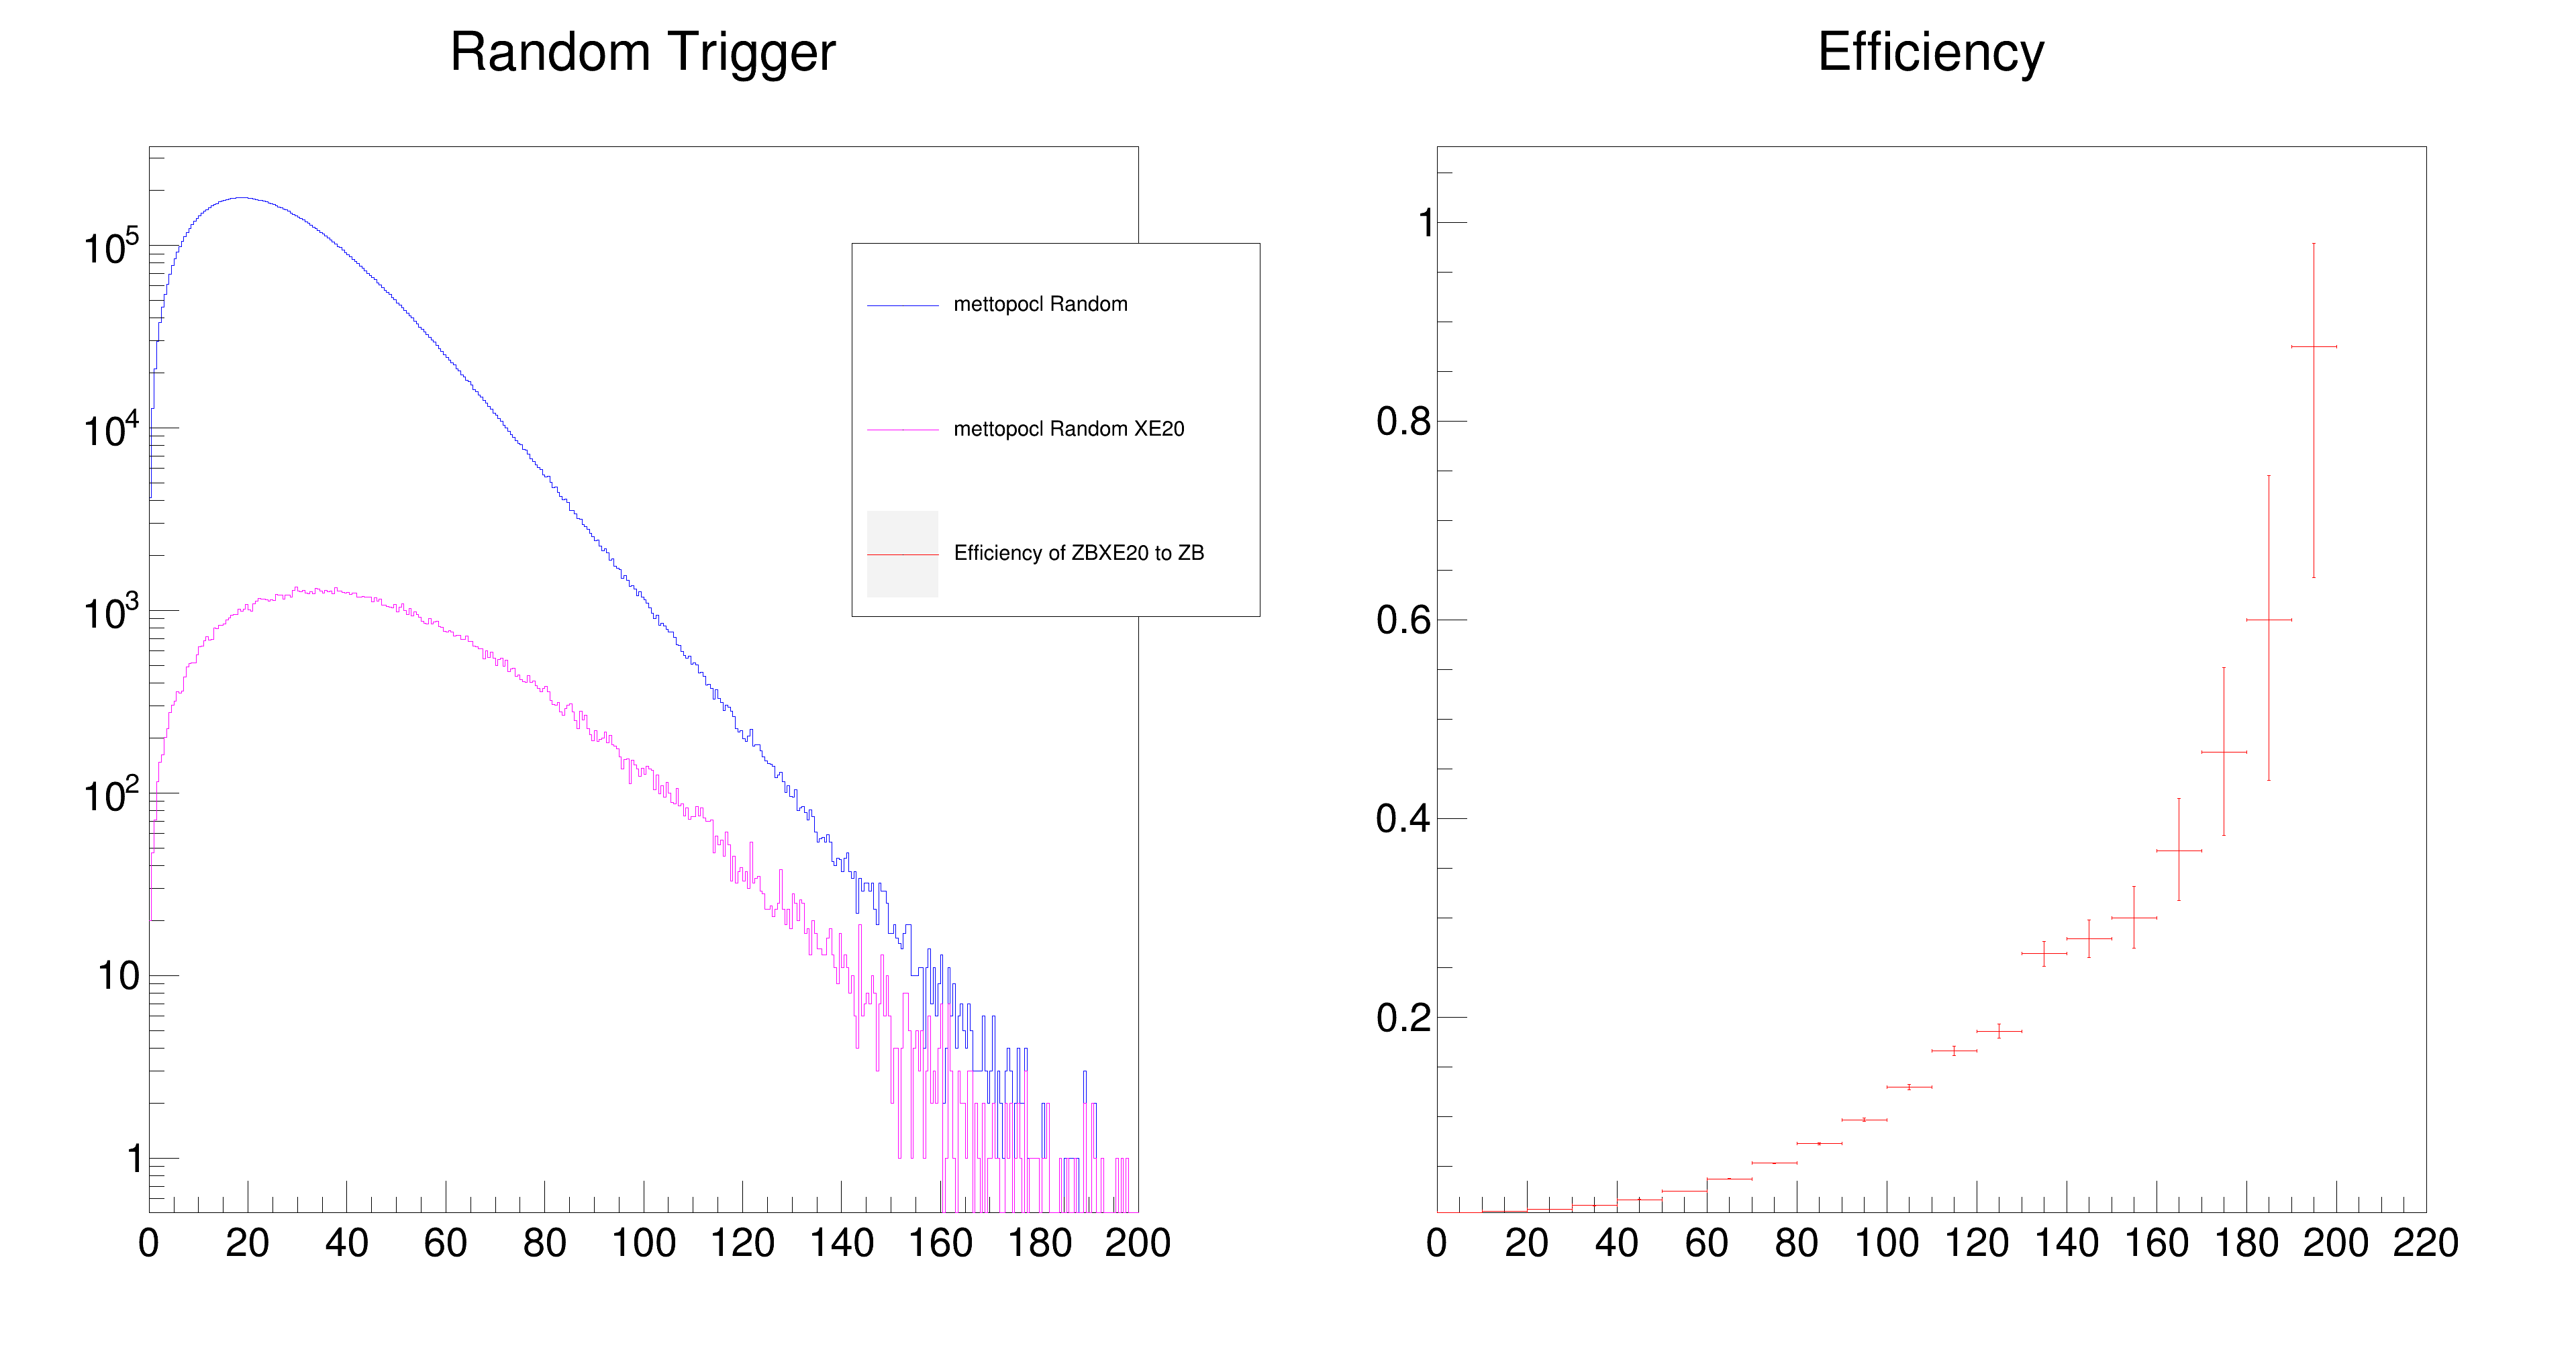 Random Trigger
10^5
10^4
10^3
10^2
10
1
0 20 40 60 80 100 120 140 160 180 200
mettopocl Random
mettopocl Random XE20
Efficiency of ZBXE20 to ZB
Efficiency
1
0.8
0.6
0.4
0.2
0 20 40 60 80 100 120 140 160 180 200 220